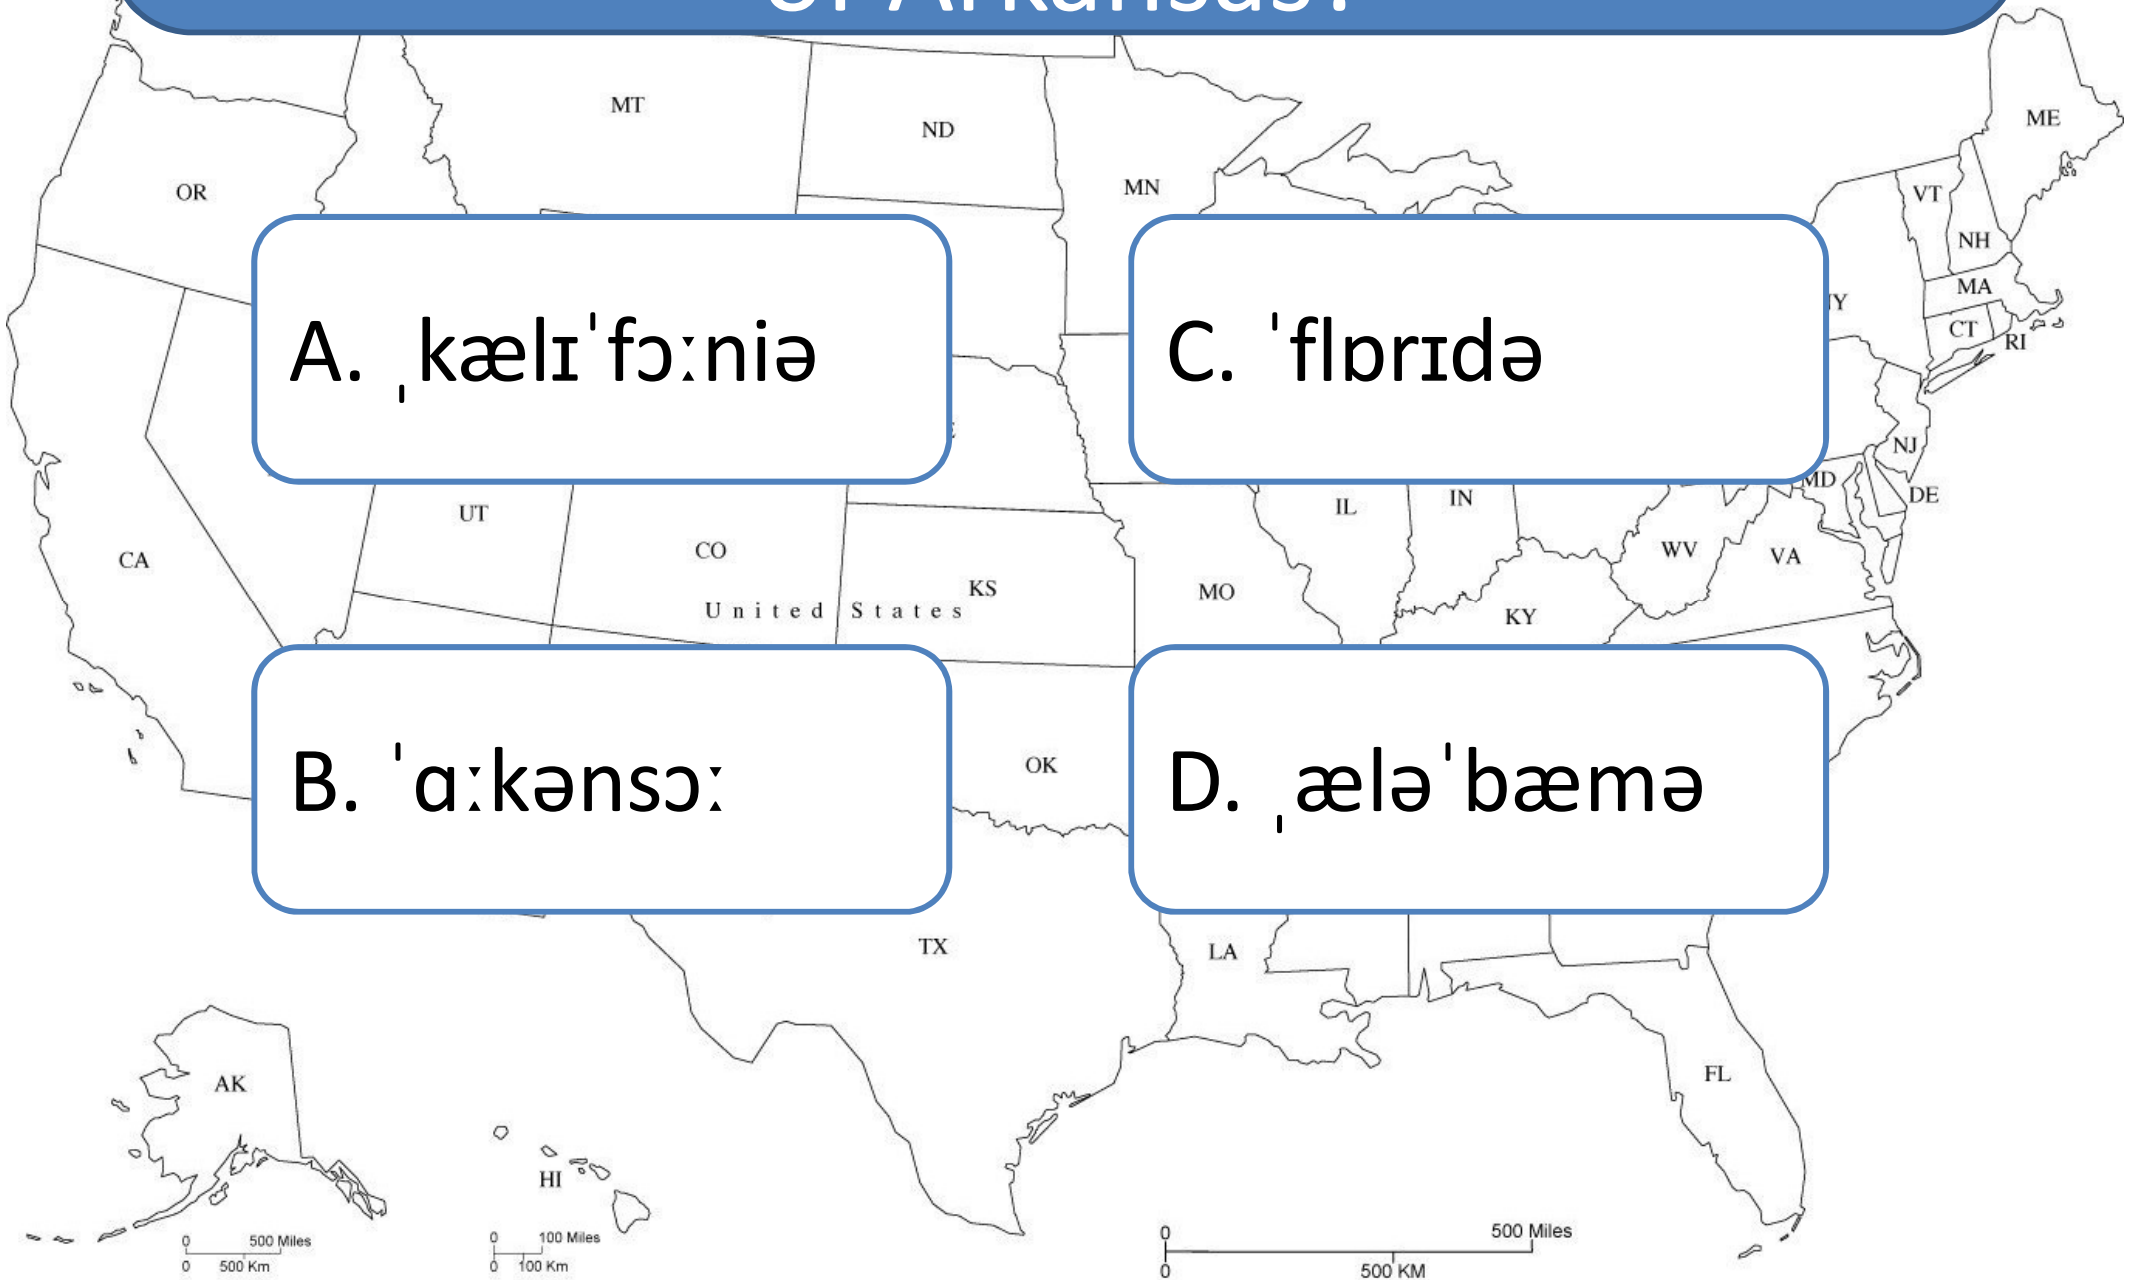 of Arkansas?
MT
ND
ME
OR
MN
VT
NH
MA
CT
RI
A. ˌkælɪˈfɔːniə
C. ˈflɒrɪdə
NJ
MD
DE
UT
IL
IN
CO
WV
VA
CA
KS
MO
United States
KY
B. ˈɑːkənsɔː
OK
D. ˌæləˈbæmə
TX
LA
AK
FL
HI
0 500 Miles
0 500 Km
0 100 Miles
0 100 Km
0 500 Miles
0 500 KM